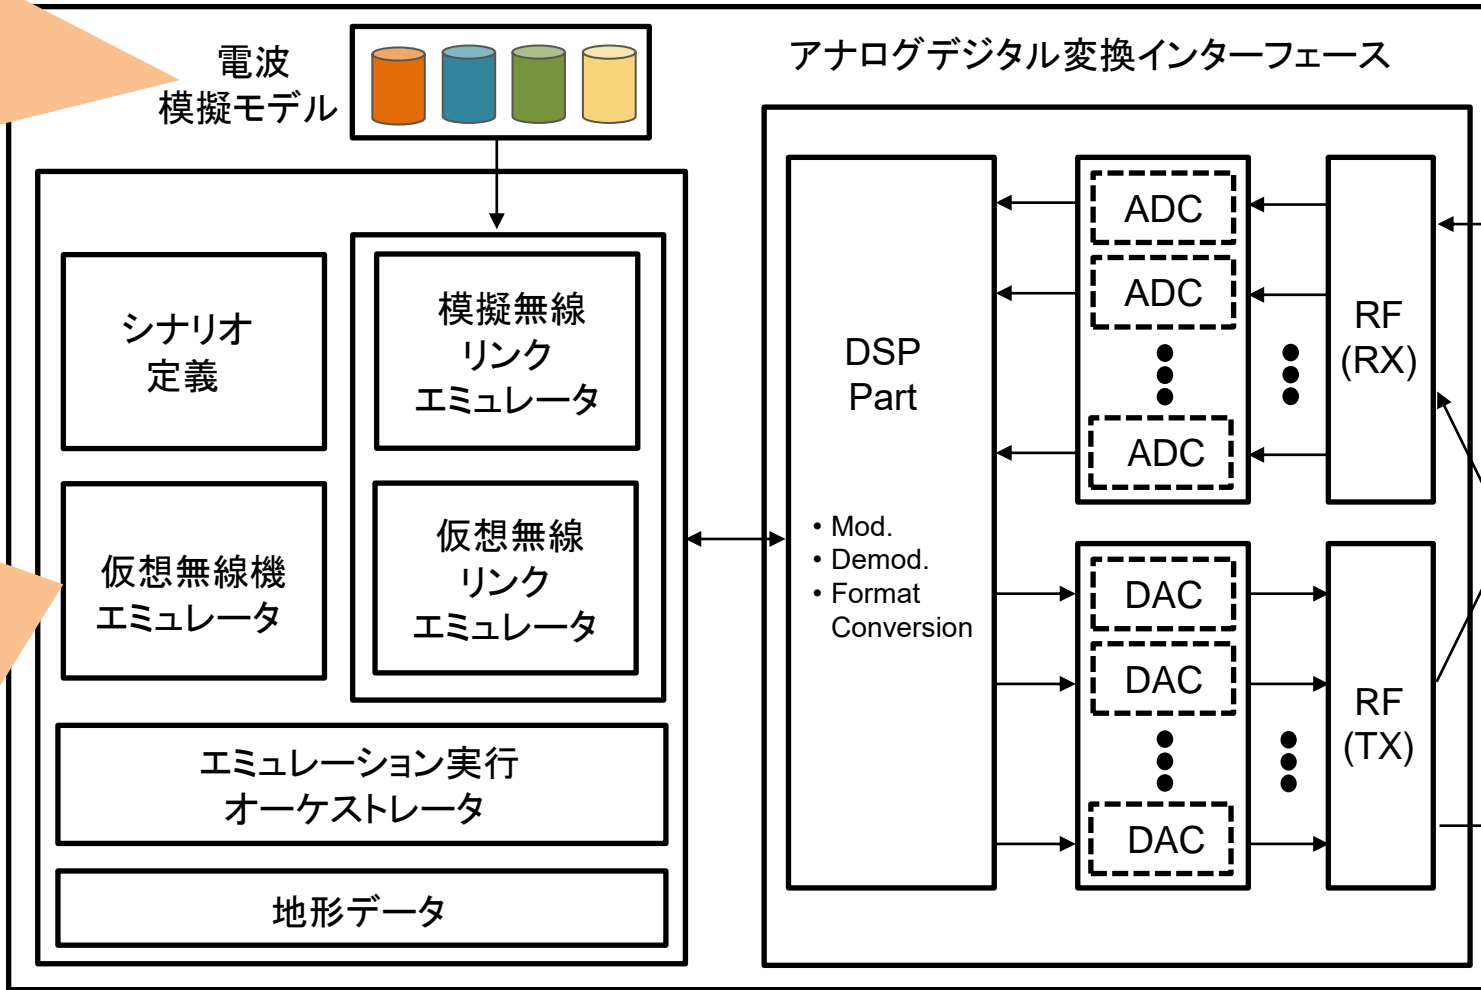 電波
模擬モデル
シナリオ
定義
模擬無線
リンク
エミュレータ
仮想無線機
エミュレータ
仮想無線
リンク
エミュレータ
エミュレーション実行
オーケストレータ
地形データ
アナログデジタル変換インターフェース
DSP
Part
・Mod.
・Demod.
・Format
Conversion
ADC
ADC
ADC
RF
(RX)
DAC
DAC
DAC
RF
(TX)